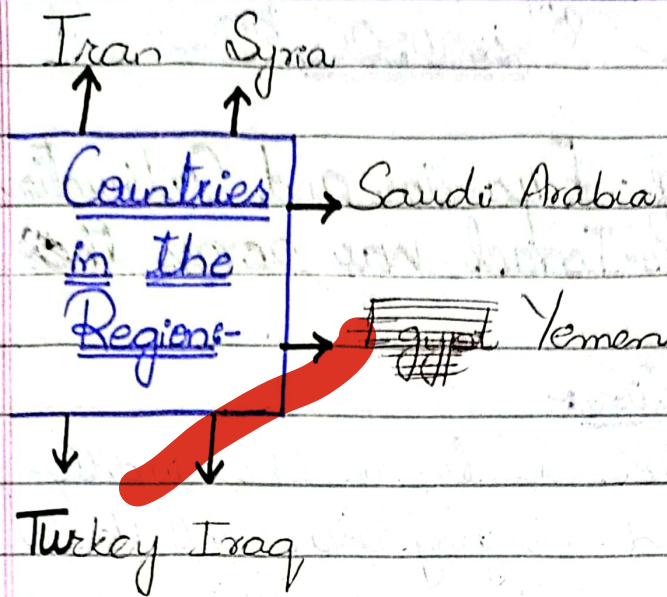 Iran Syria
Countries
in the
Region:-
Saudi Arabia
Egypt Yemen
Turkey Iraq